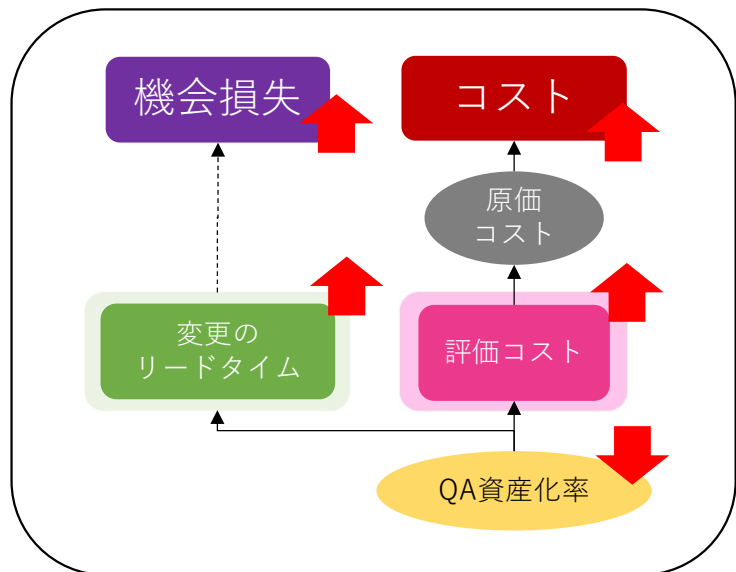 機会損失
コスト
原価
コスト
変更の
リードタイム
評価コスト
QA資産化率